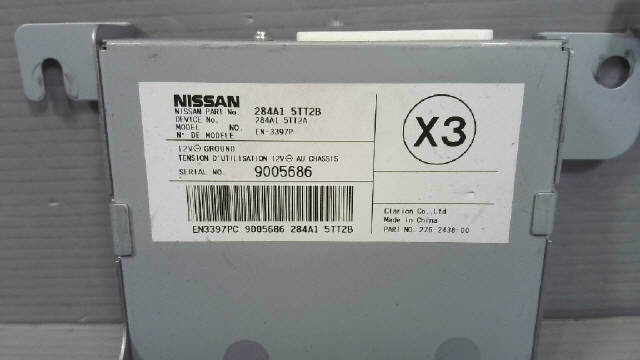 NISSAN
NISSAN PART No. 284A1 5TT2B
DEVICE No. 284A1 5TT2A
MODEL NO. EN-3397P
N° DE MODELE
12V⊖ GROUND
TENSION D'UTILISATION 12V⊖ AU CHASSIS
SERIAL NO. 9005686
EN3397PC 9005686 284A1 5TT2B
X3
Clarion Co.,Ltd
Made in China
PART NO. 276-2438-00